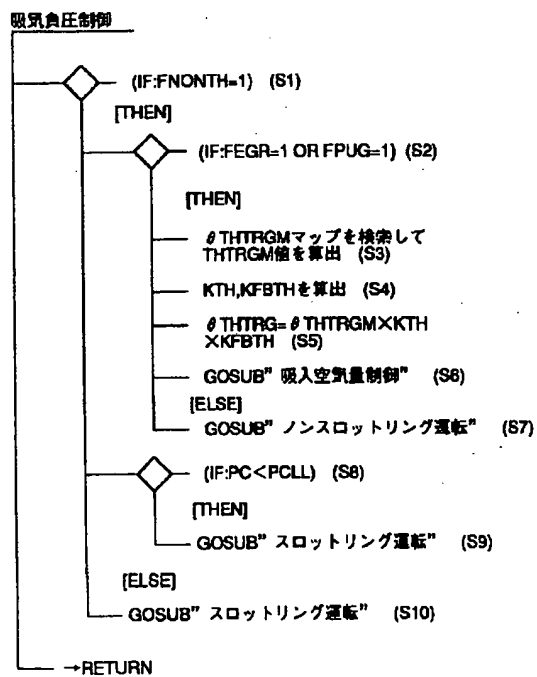 吸気負圧制御
(IF:FNONTH=1) (S1)
[THEN]
(IF:FEGR=1 OR FPUG=1) (S2)
[THEN]
θTHTRGMマップを検索して
THTRGM値を算出 (S3)
KTH,KFBTHを算出 (S4)
θTHTRG=θTHTRGM×KTH
×KFBTH (S5)
GOSUB" 吸入空気量制御" (S6)
[ELSE]
GOSUB" ノンスロットリング運転" (S7)
(IF:PC<PCLL) (S8)
[THEN]
GOSUB" スロットリング運転" (S9)
[ELSE]
GOSUB" スロットリング運転" (S10)
→RETURN